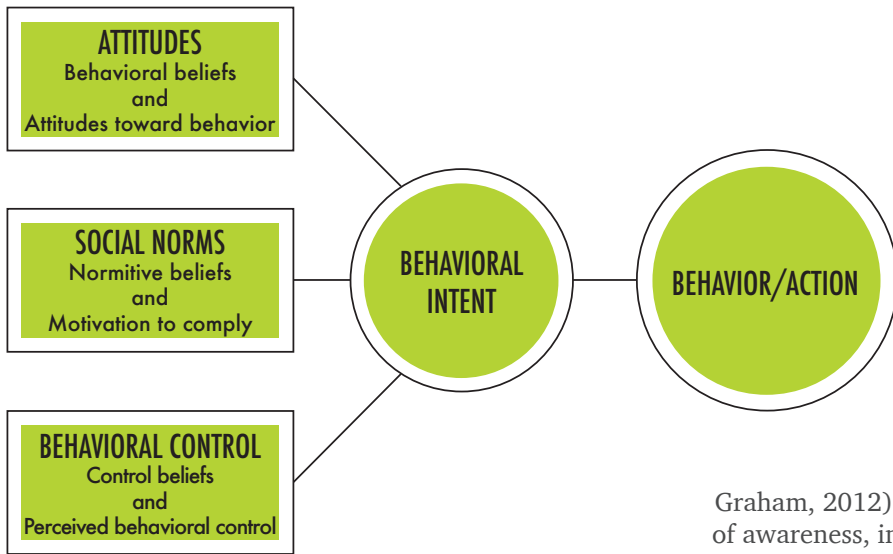 ATTITUDES
Behavioral beliefs
and
Attitudes toward behavior
SOCIAL NORMS
Normitive beliefs
and
Motivation to comply
BEHAVIORAL CONTROL
Control beliefs
and
Perceived behavioral control
BEHAVIORAL
INTENT
BEHAVIOR/ACTION
Graham, 2012)
of awareness, in